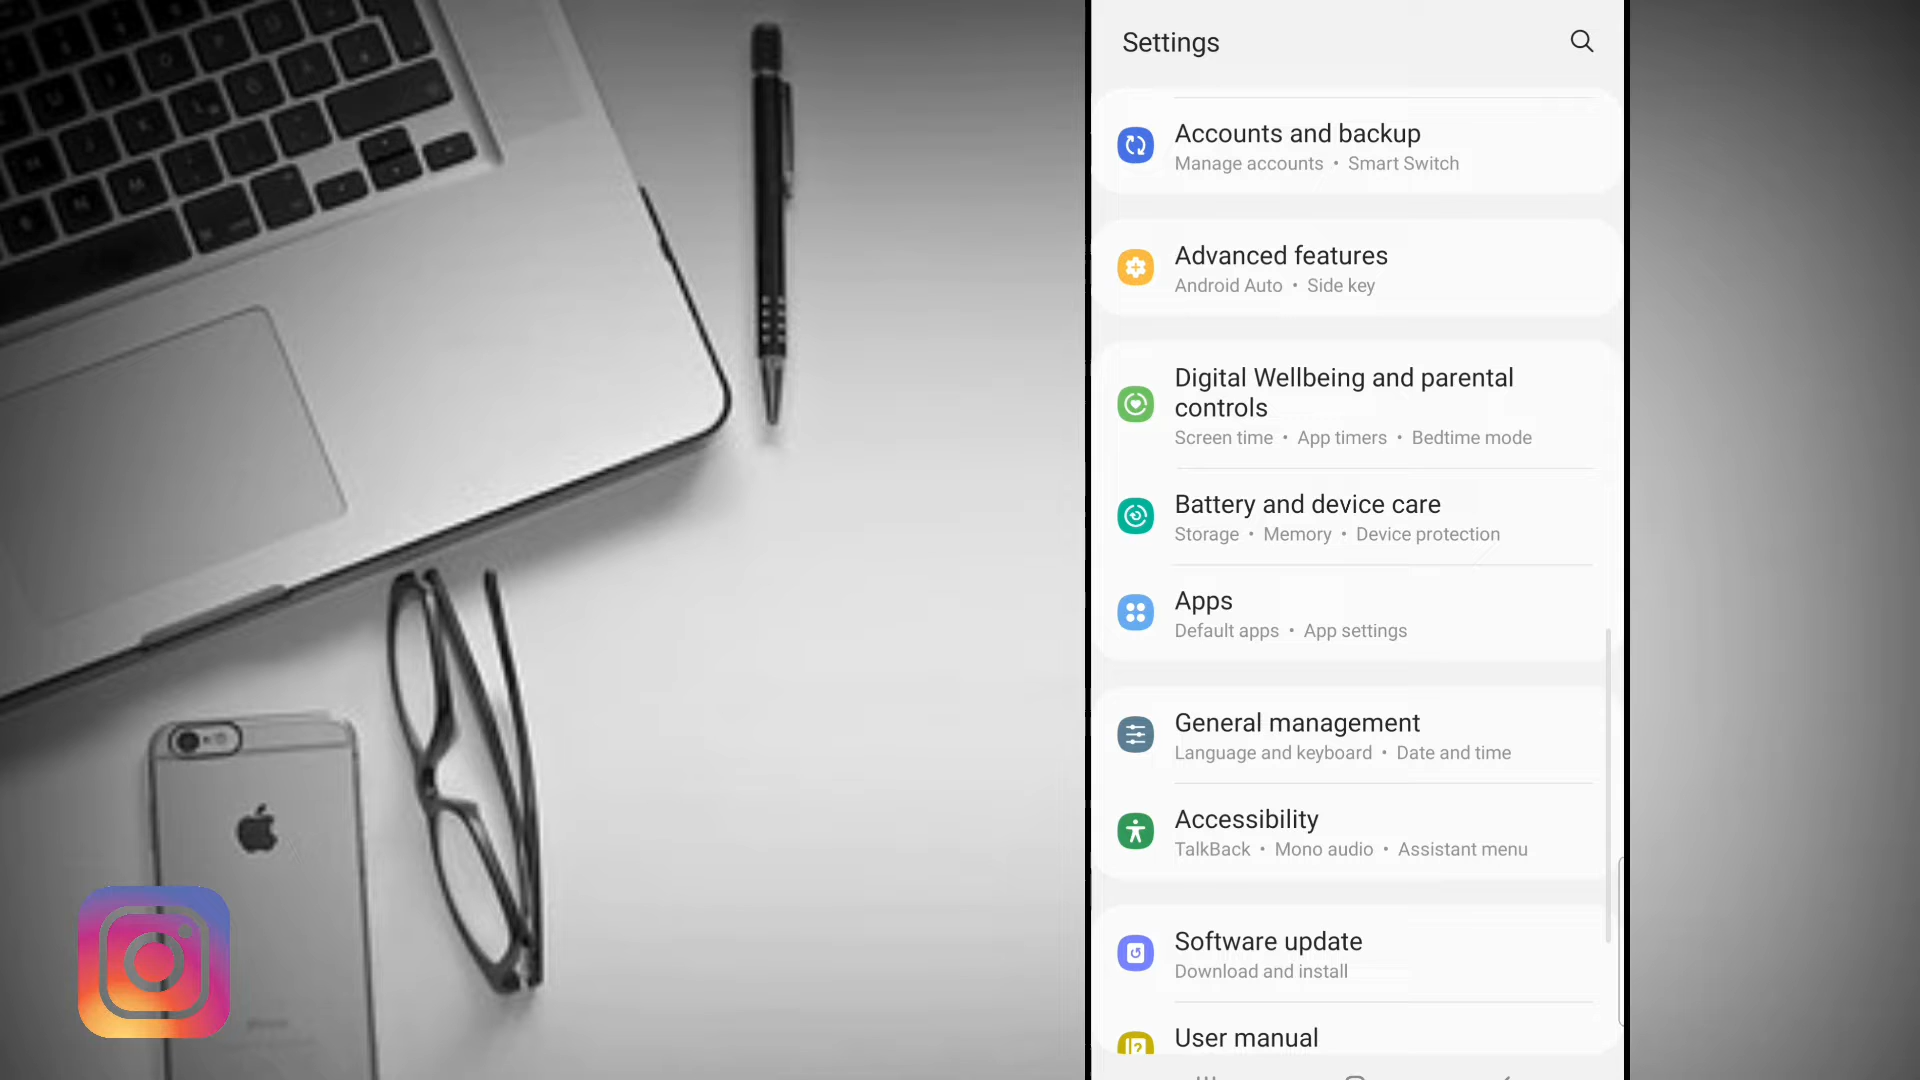 Settings
Accounts and backup
Manage accounts • Smart Switch
Advanced features
Android Auto • Side key
Digital Wellbeing and parental
controls
Screen time • App timers • Bedtime mode
Battery and device care
Storage • Memory • Device protection
Apps
Default apps • App settings
General management
Language and keyboard • Date and time
Accessibility
TalkBack • Mono audio • Assistant menu
Software update
Download and install
User manual